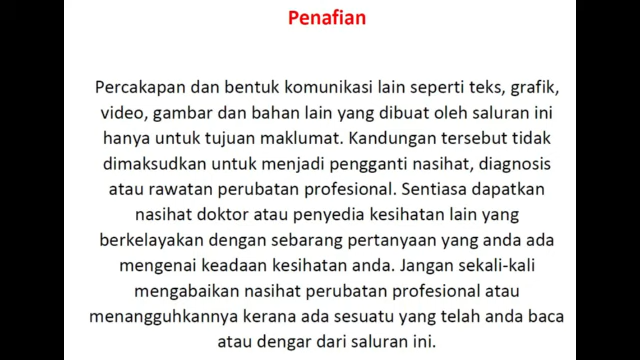 Penafian
Percakapan dan bentuk komunikasi lain seperti teks, grafik,
video, gambar dan bahan lain yang dibuat oleh saluran ini
hanya untuk tujuan maklumat. Kandungan tersebut tidak
dimaksudkan untuk menjadi pengganti nasihat, diagnosis
atau rawatan perubatan profesional. Sentiasa dapatkan
nasihat doktor atau penyedia kesihatan lain yang
berkelayakan dengan sebarang pertanyaan yang anda ada
mengenai keadaan kesihatan anda. Jangan sekali-kali
mengabaikan nasihat perubatan profesional atau
menangguhkannya kerana ada sesuatu yang telah anda baca
atau dengar dari saluran ini.